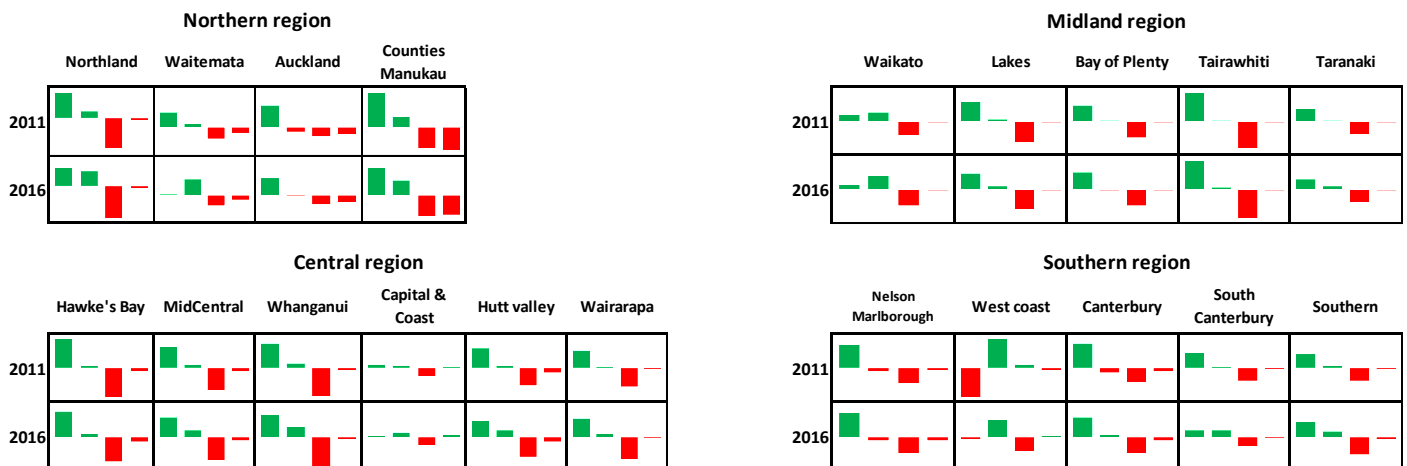 Northern region
Northland Waitemata Auckland Counties
Manukau
2011
2016
Midland region
Waikato Lakes Bay of Plenty Tairawhiti Taranaki
2011
2016
Central region
Hawke's Bay MidCentral Whanganui Capital &
Coast Hutt valley Wairarapa
2011
2016
Southern region
Nelson
Marlborough West coast Canterbury South
Canterbury Southern
2011
2016